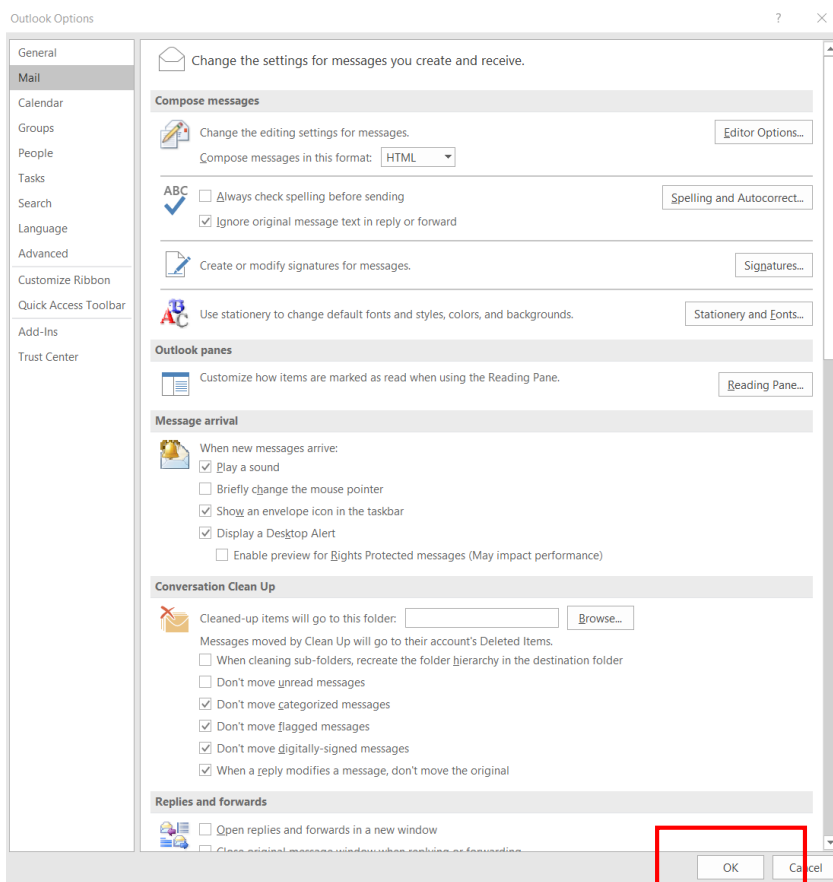 Outlook Options
?
General
Mail
Calendar
Groups
People
Tasks
Search
Language
Advanced
Customize Ribbon
Quick Access Toolbar
Add-Ins
Trust Center
Change the settings for messages you create and receive.
Compose messages
Change the editing settings for messages.
Editor Options...
Compose messages in this format: HTML
ABC
Always check spelling before sending
Spelling and Autocorrect...
Ignore original message text in reply or forward
Create or modify signatures for messages.
Signatures...
ABC
Use stationery to change default fonts and styles, colors, and backgrounds.
Stationery and Fonts...
Outlook panes
Customize how items are marked as read when using the Reading Pane.
Reading Pane...
Message arrival
When new messages arrive:
Play a sound
Briefly change the mouse pointer
Show an envelope icon in the taskbar
Display a Desktop Alert
Enable preview for Rights Protected messages (May impact performance)
Conversation Clean Up
Cleaned-up items will go to this folder:
Browse...
Messages moved by Clean Up will go to their account's Deleted Items.
When cleaning sub-folders, recreate the folder hierarchy in the destination folder
Don't move unread messages
Don't move categorized messages
Don't move flagged messages
Don't move digitally-signed messages
When a reply modifies a message, don't move the original
Replies and forwards
Open replies and forwards in a new window
Close original message window when replying or forwarding
OK
Cancel